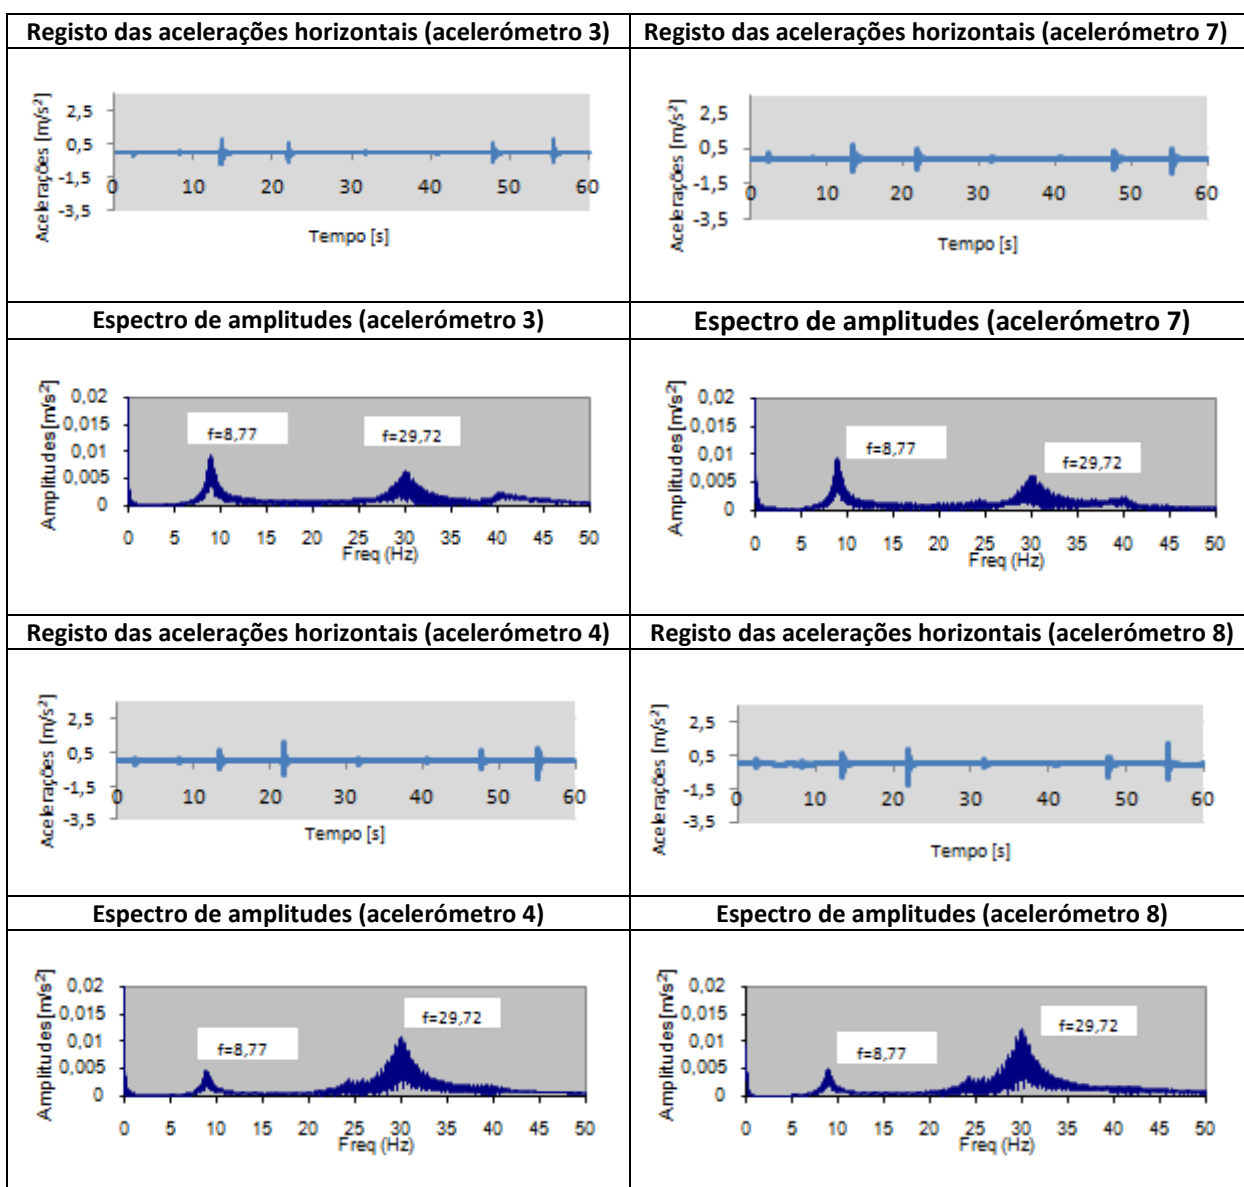 Registo das acelerações horizontais (acelerómetro 3)
Registo das acelerações horizontais (acelerómetro 7)
Acelerações [m/s²]
2,5
0,5
-1,5
-3,5
0 10 20 30 40 50 60
Tempo [s]
Acelerações [m/s²]
2,5
0,5
-1,5
-3,5
0 10 20 30 40 50 60
Tempo [s]
Espectro de amplitudes (acelerómetro 3)
Espectro de amplitudes (acelerómetro 7)
Amplitudes[m/s²]
0,02
0,015
0,01
0,005
0
f=8,77
f=29,72
0 5 10 15 20 25 30 35 40 45 50
Freq (Hz)
Amplitudes[m/s²]
0,02
0,015
0,01
0,005
0
f=8,77
f=29,72
0 5 10 15 20 25 30 35 40 45 50
Freq (Hz)
Registo das acelerações horizontais (acelerómetro 4)
Registo das acelerações horizontais (acelerómetro 8)
Acelerações [m/s²]
2,5
0,5
-1,5
-3,5
0 10 20 30 40 50 60
Tempo [s]
Acelerações [m/s²]
2,5
0,5
-1,5
-3,5
0 10 20 30 40 50 60
Tempo [s]
Espectro de amplitudes (acelerómetro 4)
Espectro de amplitudes (acelerómetro 8)
Amplitudes[m/s²]
0,02
0,015
0,01
0,005
0
f=8,77
f=29,72
0 5 10 15 20 25 30 35 40 45 50
Freq (Hz)
Amplitudes[m/s²]
0,02
0,015
0,01
0,005
0
f=8,77
f=29,72
0 5 10 15 20 25 30 35 40 45 50
Freq (Hz)